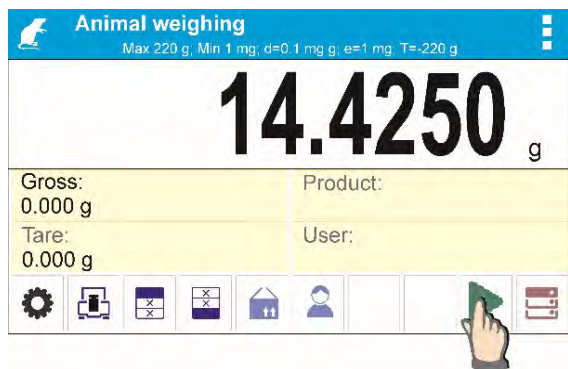 Animal weighing
Max 220 g; Min 1 mg; d=0.1 mg g; e=1 mg; T=-220 g
14.4250 g
Gross:
0.000 g
Product:
Tare:
0.000 g
User: